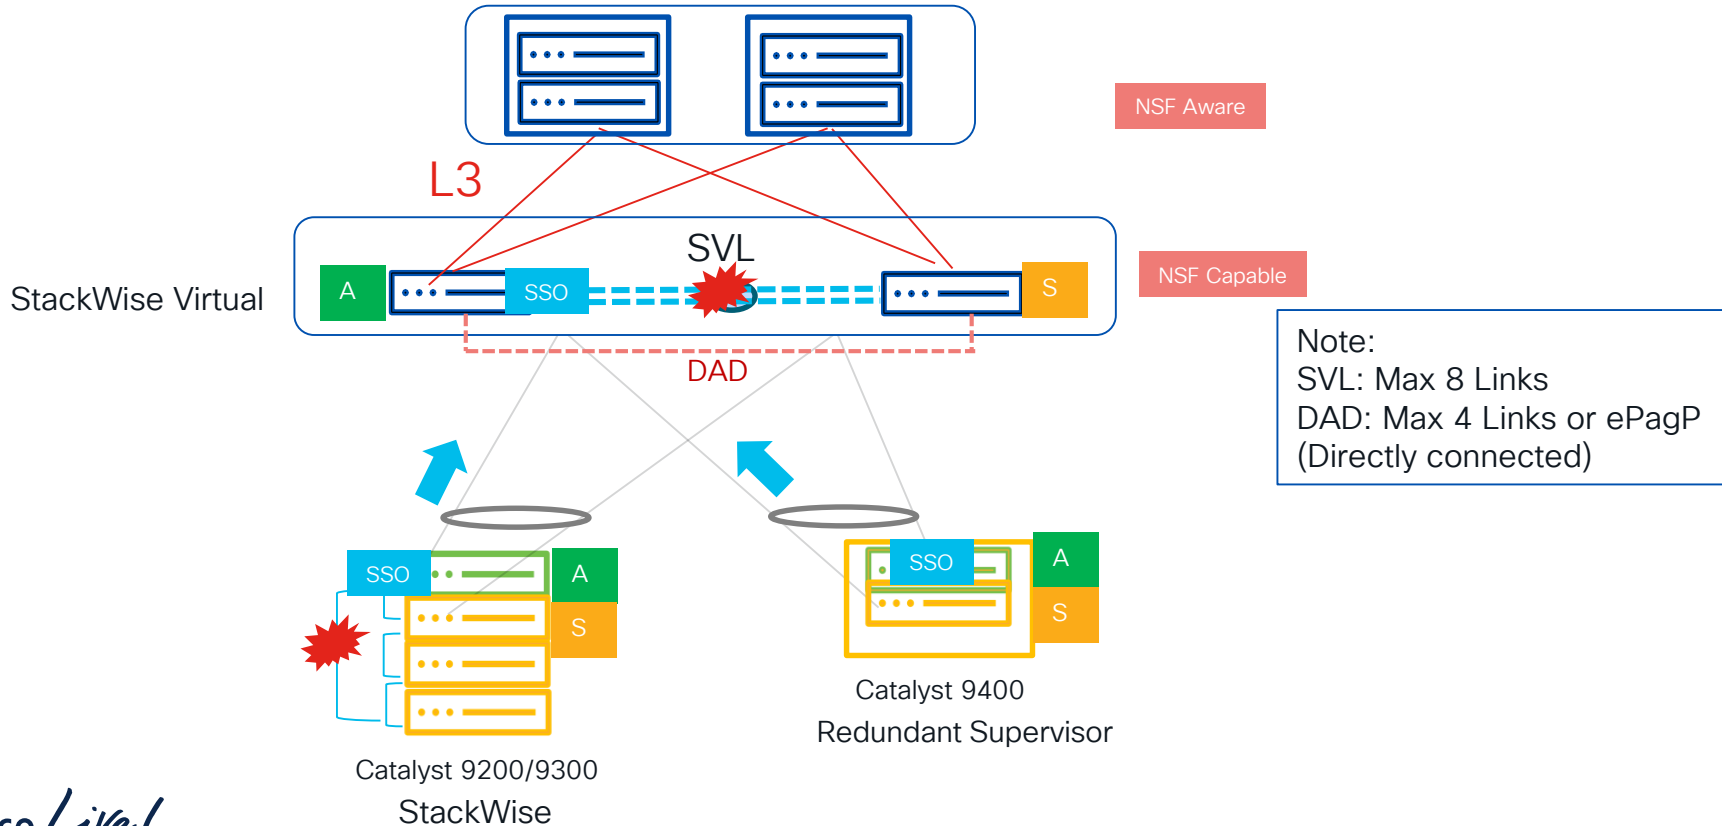 NSF Aware
L3
SVL
A
SSO
S
NSF Capable
StackWise Virtual
DAD
Note:
SVL: Max 8 Links
DAD: Max 4 Links or ePagP
(Directly connected)
SSO
A
S
SSO
A
S
Catalyst 9400
Redundant Supervisor
Catalyst 9200/9300
StackWise
Live!